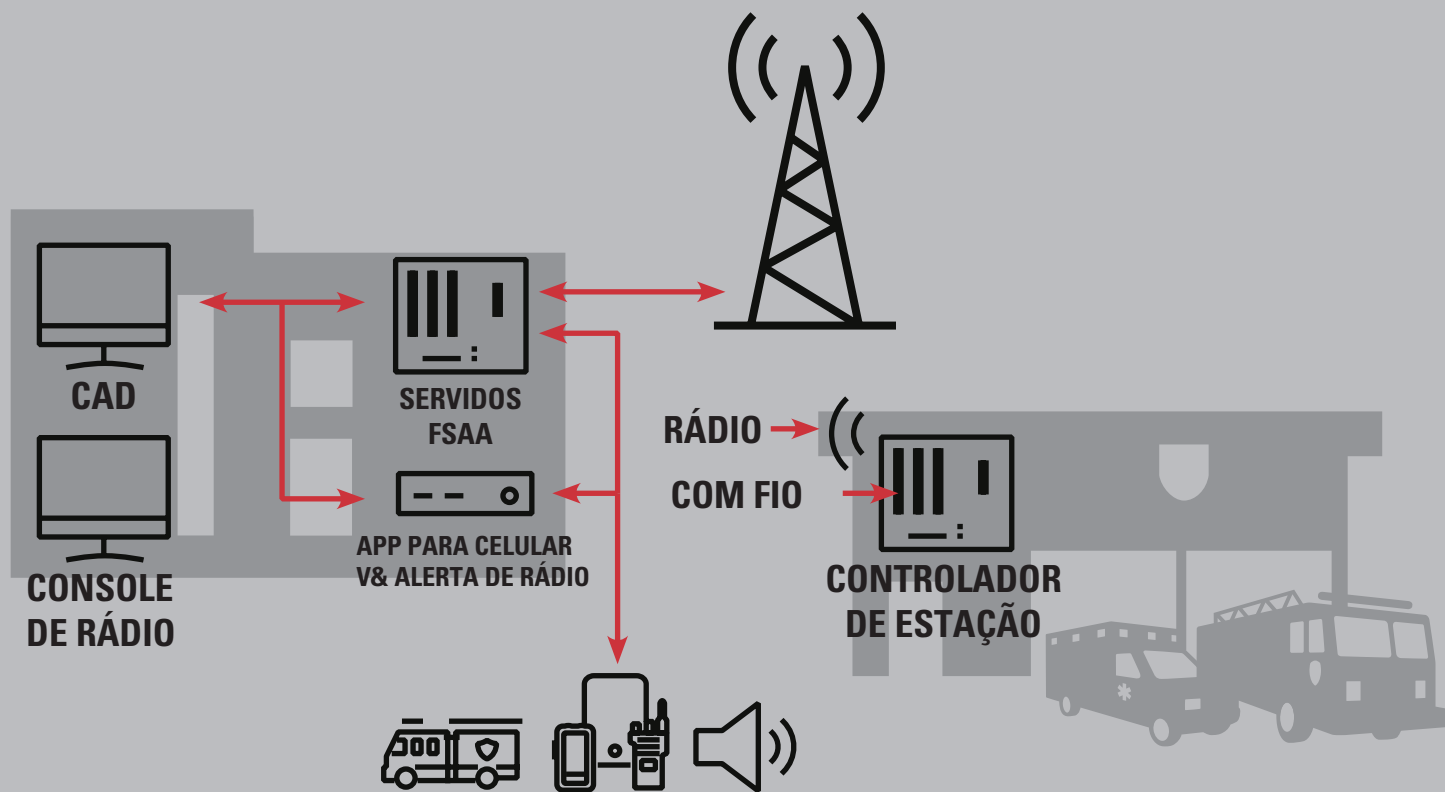 CAD
CONSOLE
DE RÁDIO
SERVIDOS
FSAA
APP PARA CELULAR
V& ALERTA DE RÁDIO
RÁDIO
COM FIO
CONTROLADOR
DE ESTAÇÃO